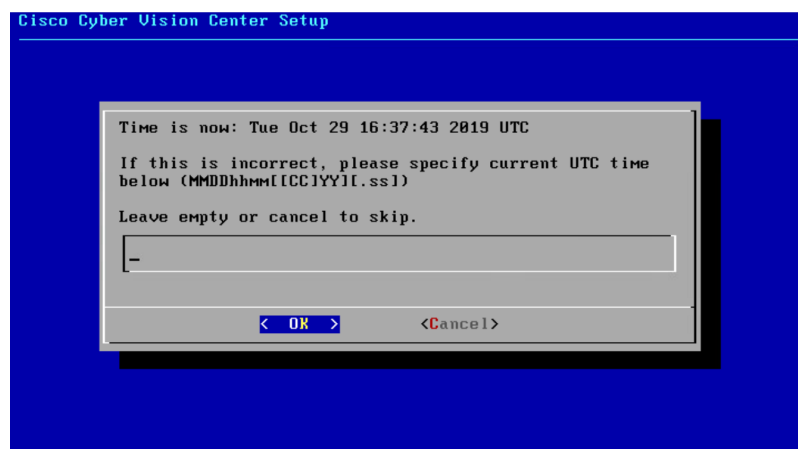 Cisco Cyber Vision Center Setup
Time is now: Tue Oct 29 16:37:43 2019 UTC
If this is incorrect, please specify current UTC time
below (MMDDhhmm[[CC]YY][.ss])
Leave empty or cancel to skip.
< OK > <Cancel>